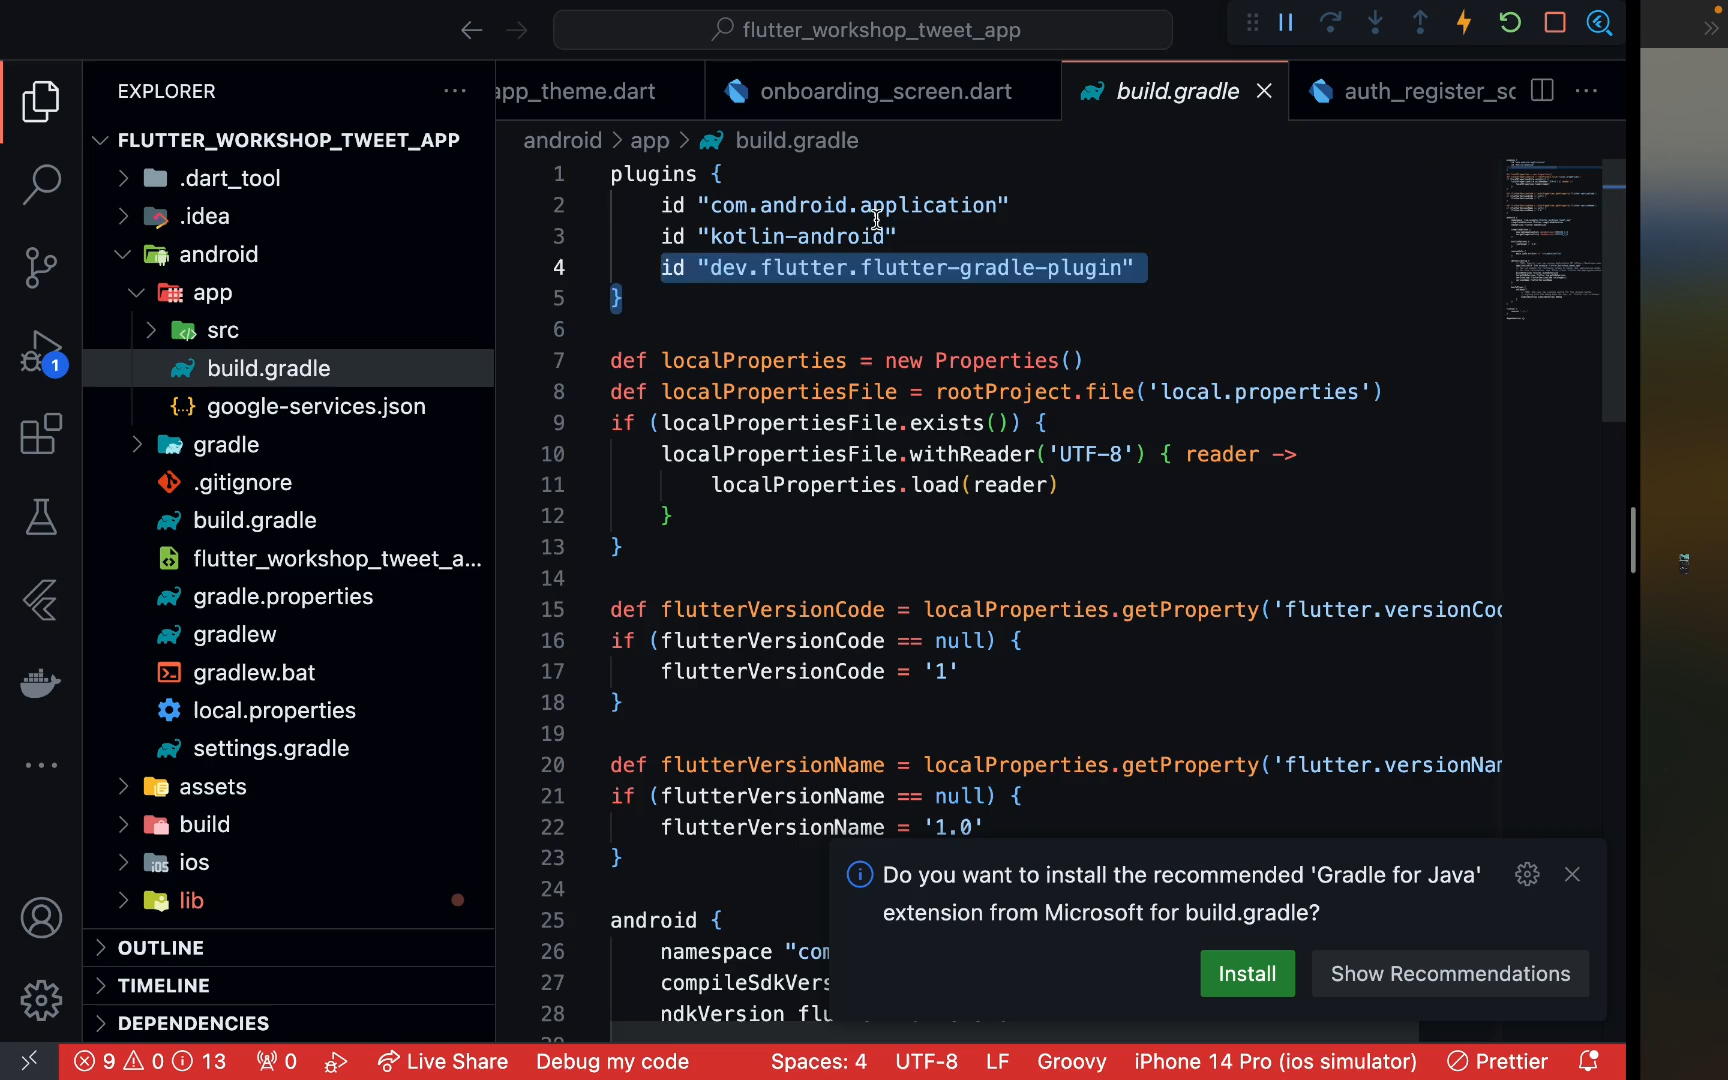 flutter_workshop_tweet_app
EXPLORER
app_theme.dart
onboarding_screen.dart
build.gradle
auth_register_sc
FLUTTER_WORKSHOP_TWEET_APP
.dart_tool
.idea
android
app
src
build.gradle
google-services.json
gradle
.gitignore
build.gradle
flutter_workshop_tweet_a...
gradle.properties
gradlew
gradlew.bat
local.properties
settings.gradle
assets
build
ios
lib
OUTLINE
TIMELINE
DEPENDENCIES
1
android > app > build.gradle
1 plugins {
2 id "com.android.application"
3 id "kotlin-android"
4 id "dev.flutter.flutter-gradle-plugin"
5 }
6
7 def localProperties = new Properties()
8 def localPropertiesFile = rootProject.file('local.properties')
9 if (localPropertiesFile.exists()) {
10 localPropertiesFile.withReader('UTF-8') { reader ->
11 localProperties.load(reader)
12 }
13 }
14
15 def flutterVersionCode = localProperties.getProperty('flutter.versionCo
16 if (flutterVersionCode == null) {
17 flutterVersionCode = '1'
18 }
19
20 def flutterVersionName = localProperties.getProperty('flutter.versionNa
21 if (flutterVersionName == null) {
22 flutterVersionName = '1.0'
23 }
24
25 android {
26 namespace "com
27 compileSdkVers
28 ndkVersion flu
Do you want to install the recommended 'Gradle for Java'
extension from Microsoft for build.gradle?
Install
Show Recommendations
9 0 13 0 Live Share Debug my code Spaces: 4 UTF-8 LF Groovy iPhone 14 Pro (ios simulator) Prettier